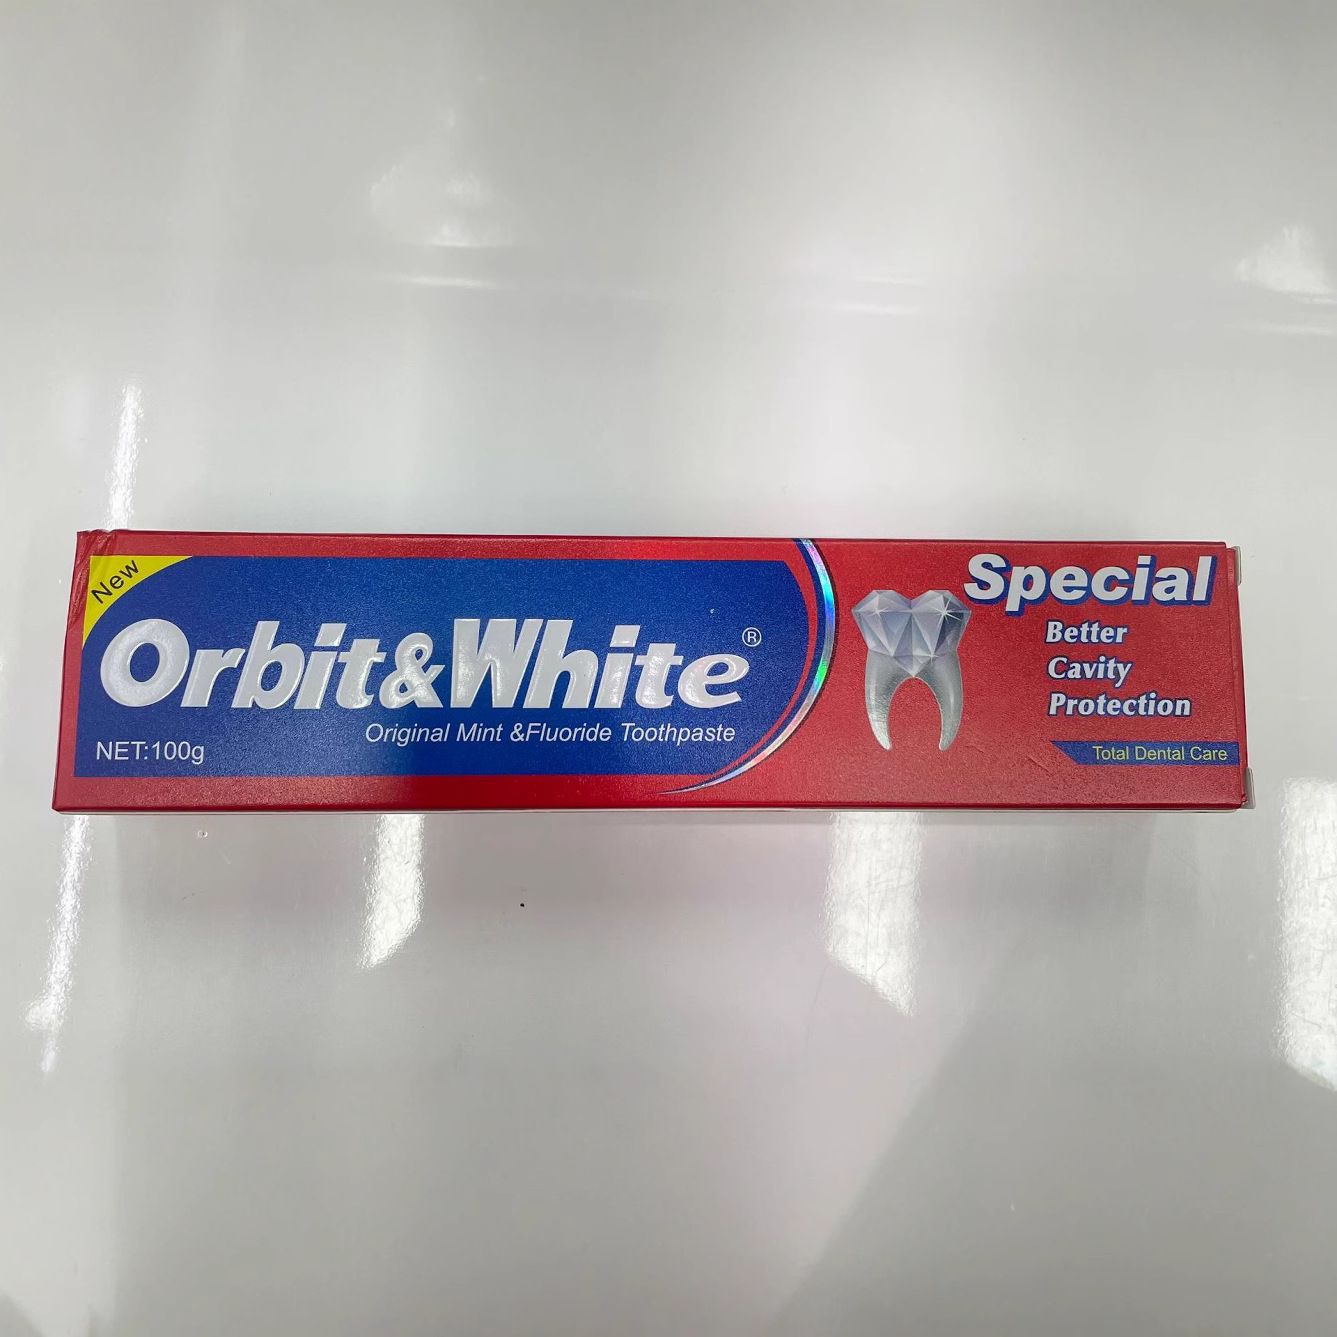 New
Orbit&White®
Original Mint &Fluoride Toothpaste
NET:100g
Special
Better
Cavity
Protection
Total Dental Care